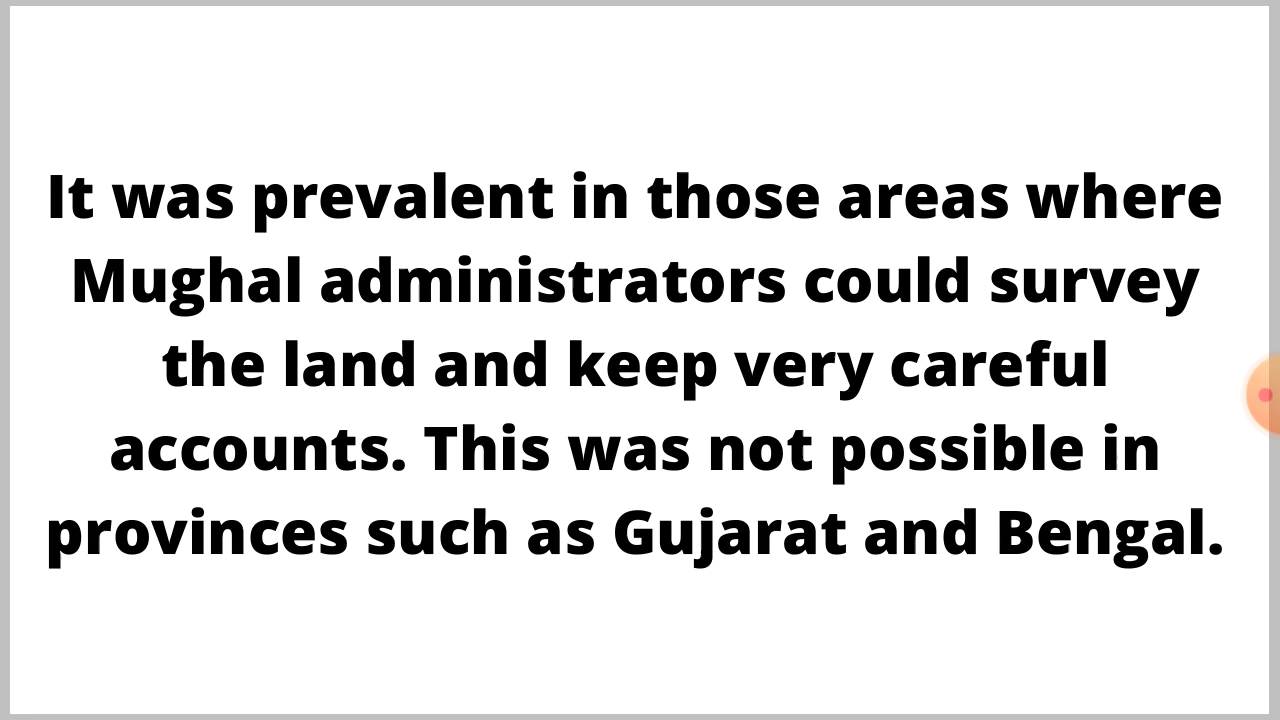 It was prevalent in those areas where
Mughal administrators could survey
the land and keep very careful
accounts. This was not possible in
provinces such as Gujarat and Bengal.